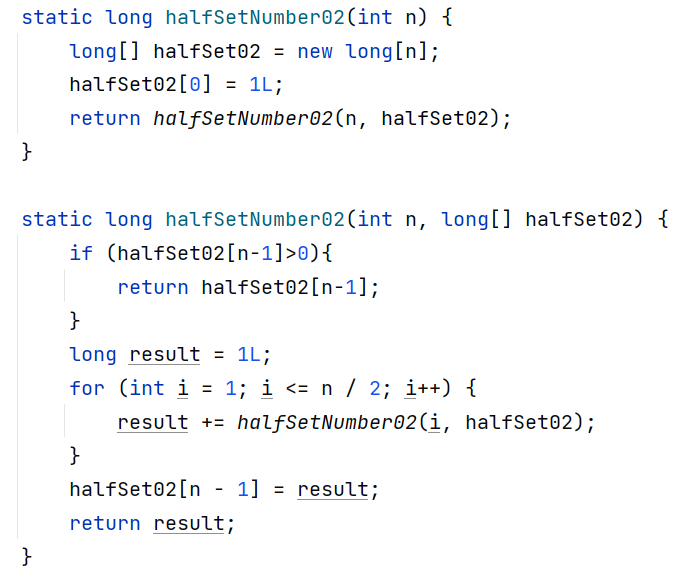 static long halfSetNumber02(int n) {
    long[] halfSet02 = new long[n];
    halfSet02[0] = 1L;
    return halfSetNumber02(n, halfSet02);
}

static long halfSetNumber02(int n, long[] halfSet02) {
    if (halfSet02[n-1]>0){
        return halfSet02[n-1];
    }
    long result = 1L;
    for (int i = 1; i <= n / 2; i++) {
        result += halfSetNumber02(i, halfSet02);
    }
    halfSet02[n - 1] = result;
    return result;
}